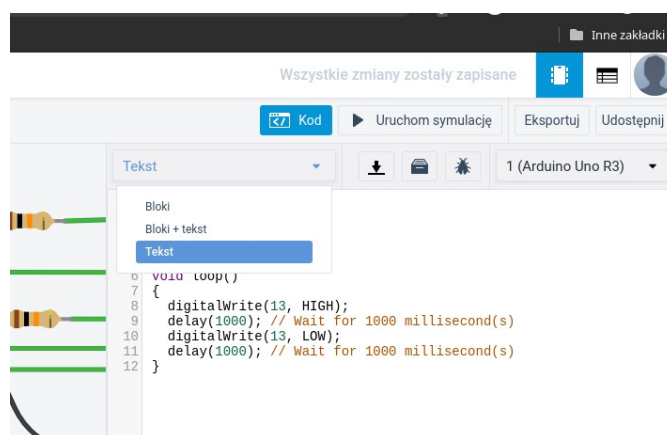 Inne zakładki
Wszystkie zmiany zostały zapisane
Kod
Uruchom symulację
Eksportuj
Udostępnij
Tekst
1 (Arduino Uno R3)
Bloki
Bloki + tekst
Tekst
6 void loop()
7 {
8 digitalWrite(13, HIGH);
9 delay(1000); // Wait for 1000 millisecond(s)
10 digitalWrite(13, LOW);
11 delay(1000); // Wait for 1000 millisecond(s)
12 }